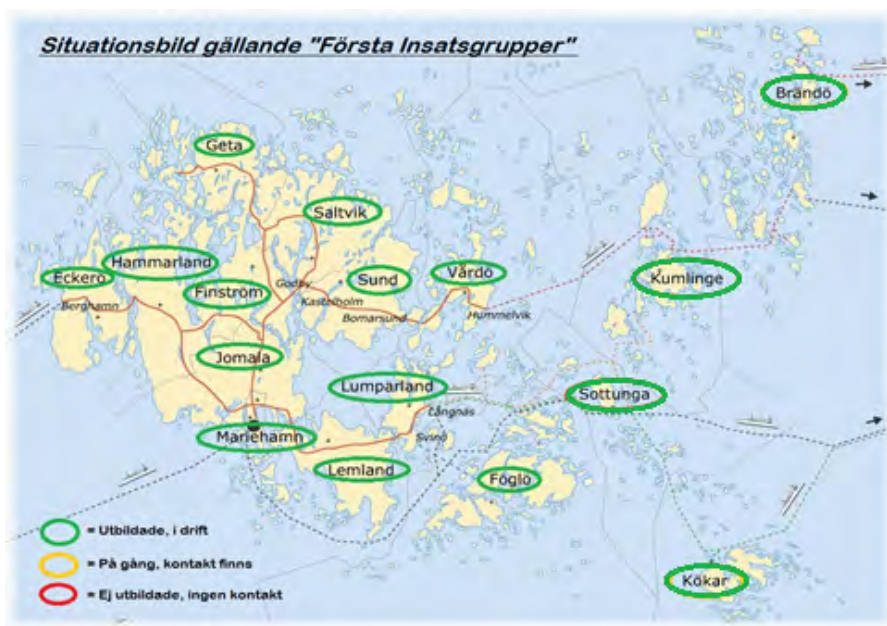 Situationsbild gällande "Första Insatsgrupper"
Brändö
Geta
Saltvik
Hammarland
Eckerö
Sund
Vårdö
Kumlinge
Finström
Godby
Kastelholm
Berghamn
Bomarsund
Hummelvik
Jomala
Lumparland
Sottunga
Långnäs
Mariehamn
Svinö
Lemland
Föglö
= Utbildade, i drift
= På gång, kontakt finns
Kökar
= Ej utbildade, ingen kontakt